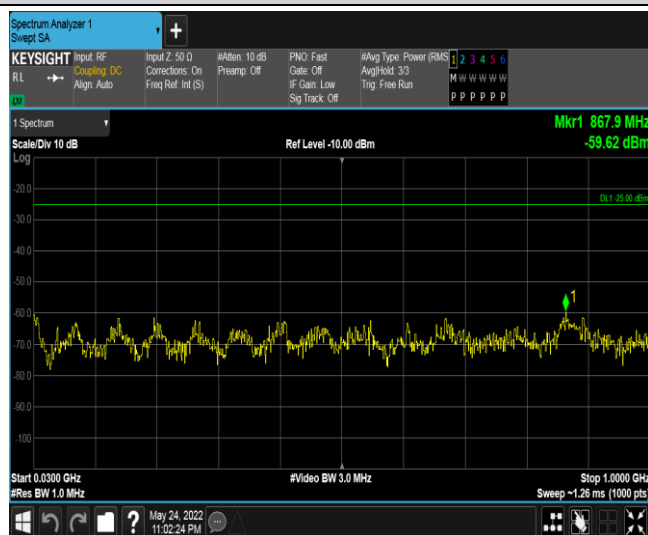 Spectrum Analyzer 1
Swept SA
+
KEYSIGHT
RL
LXI
Input: RF
Coupling: DC
Align: Auto
Input Z: 50 Ω
Corrections: On
Freq Ref: Int (S)
#Atten: 10 dB
Preamp: Off
PNO: Fast
Gate: Off
IF Gain: Low
Sig Track: Off
#Avg Type: Power (RMS
Avg|Hold: 3/3
Trig: Free Run
1 2 3 4 5 6
M W W W W W
P P P P P P
1 Spectrum
Scale/Div 10 dB
Log
Ref Level -10.00 dBm
Mkr1 867.9 MHz
-59.62 dBm
DL1 -25.00 dBm
1
-20.0
-30.0
-40.0
-50.0
-60.0
-70.0
-80.0
-90.0
-100
Start 0.0300 GHz
#Res BW 1.0 MHz
#Video BW 3.0 MHz
Stop 1.0000 GHz
Sweep ~1.26 ms (1000 pts)
?
May 24, 2022
11:02:24 PM